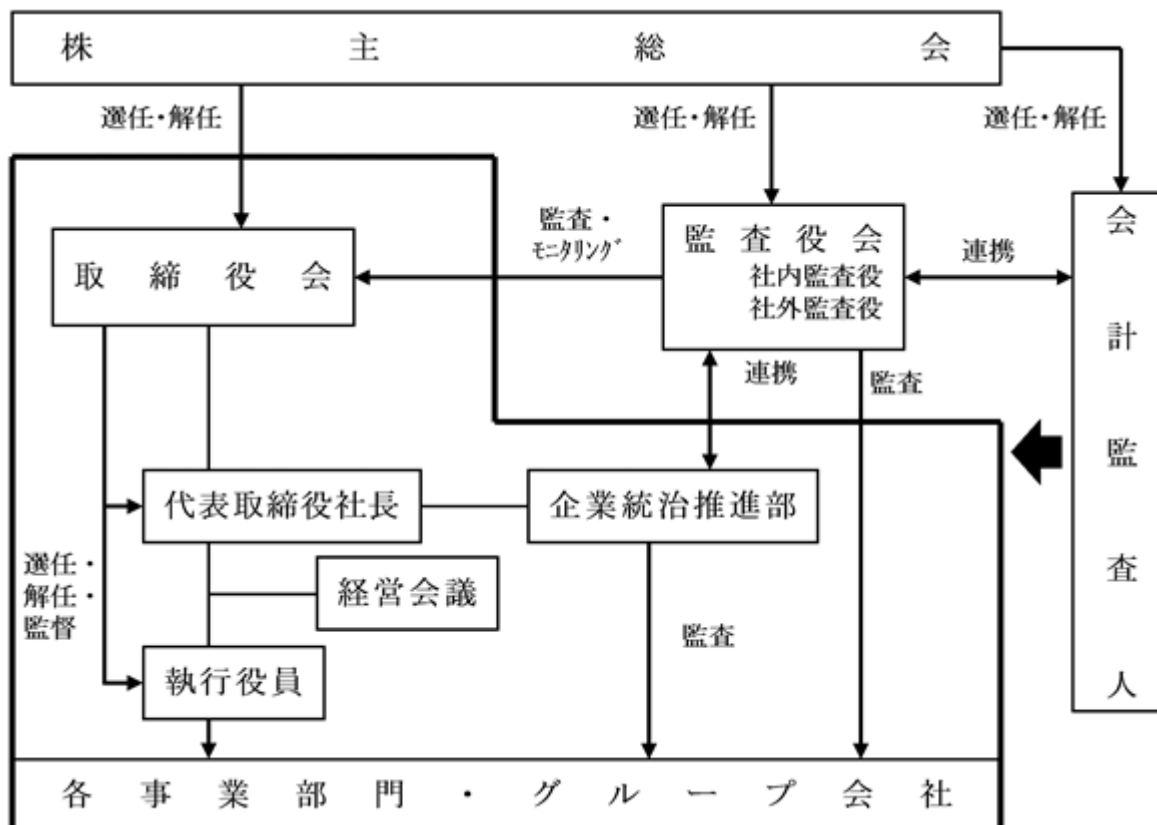 株主総会
選任・解任
選任・解任
選任・解任
監査・
ﾓﾆﾀﾘﾝｸﾞ
監査役会
社内監査役
社外監査役
連携
会計監査人
取締役会
連携
監査
代表取締役社長
企業統治推進部
選任・
解任・
監督
経営会議
監査
執行役員
各事業部門・グループ会社